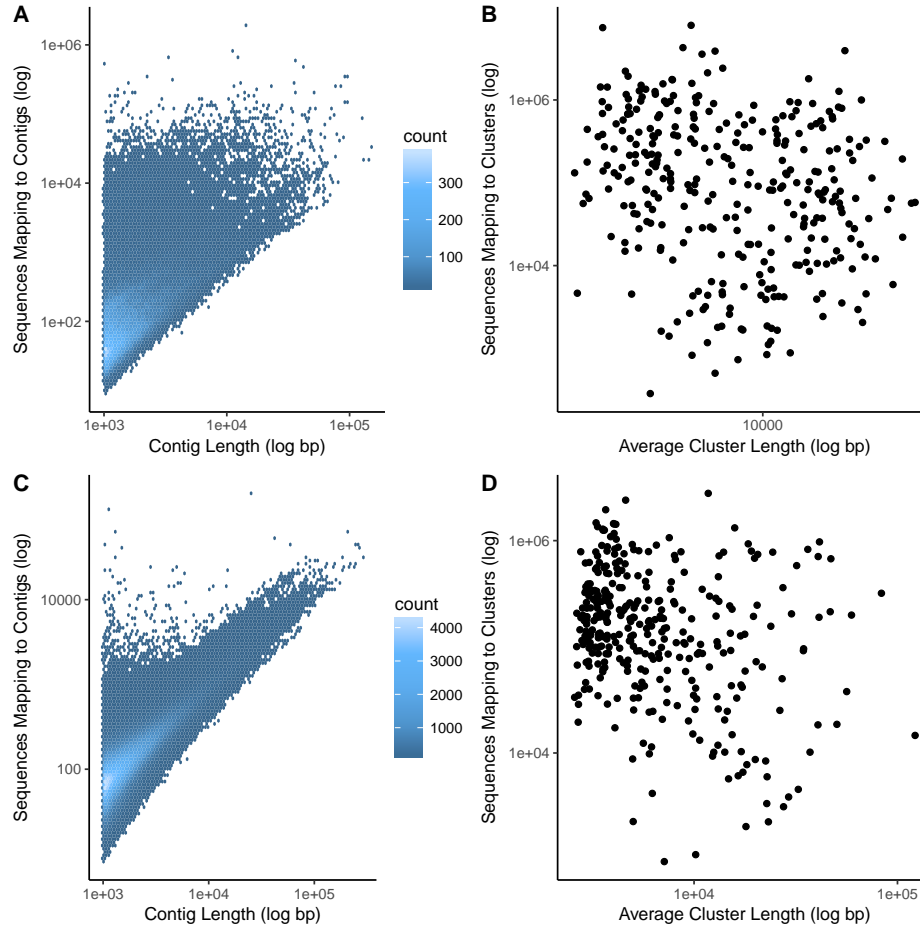 A
Sequences Mapping to Contigs (log)
1e+06
1e+04
1e+02
1e+03
1e+04
1e+05
Contig Length (log bp)
count
300
200
100
B
Sequences Mapping to Clusters (log)
1e+06
1e+04
10000
Average Cluster Length (log bp)
C
Sequences Mapping to Contigs (log)
10000
100
1e+03
1e+04
1e+05
Contig Length (log bp)
count
4000
3000
2000
1000
D
Sequences Mapping to Clusters (log)
1e+06
1e+04
1e+04
1e+05
Average Cluster Length (log bp)